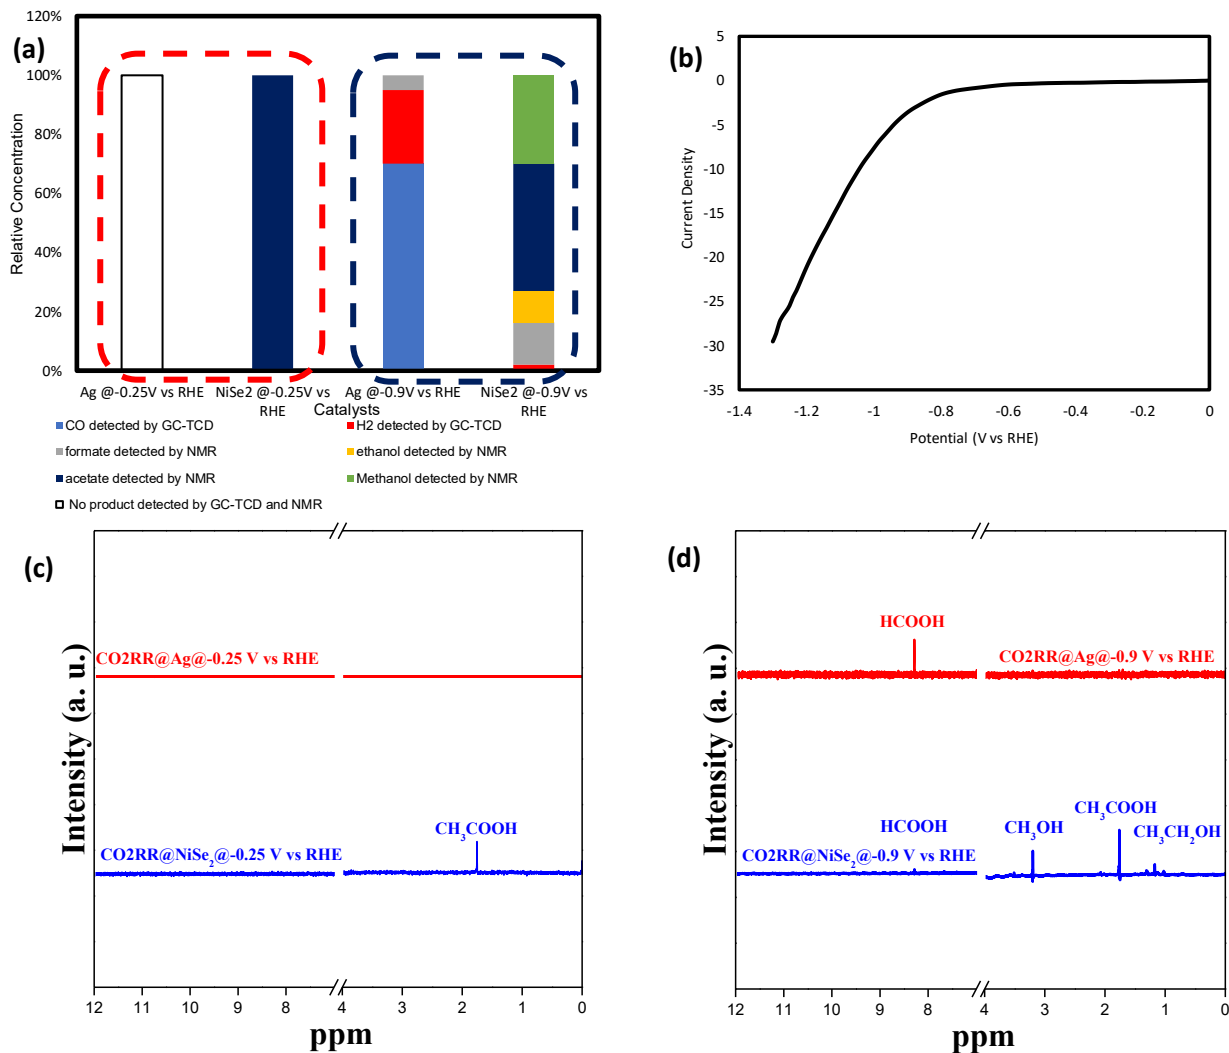 (a)
120%
100%
80%
60%
40%
20%
0%
Relative Concentration
Ag @-0.25V vs RHE
NiSe2 @-0.25V vs
RHE
Ag @-0.9V vs RHE
NiSe2 @-0.9V vs
RHE
Catalysts
CO detected by GC-TCD
H2 detected by GC-TCD
formate detected by NMR
ethanol detected by NMR
acetate detected by NMR
Methanol detected by NMR
No product detected by GC-TCD and NMR
(b)
5
0
-5
-10
-15
-20
-25
-30
-35
Current Density
-1.4 -1.2 -1 -0.8 -0.6 -0.4 -0.2 0
Potential (V vs RHE)
(c)
Intensity (a. u.)
CO2RR@Ag@-0.25 V vs RHE
CH₃COOH
CO2RR@NiSe₂@-0.25 V vs RHE
12 11 10 9 8 4 3 2 1 0
ppm
(d)
Intensity (a. u.)
HCOOH
CO2RR@Ag@-0.9 V vs RHE
HCOOH
CH₃OH
CH₃COOH
CH₃CH₂OH
CO2RR@NiSe₂@-0.9 V vs RHE
12 11 10 9 8 4 3 2 1 0
ppm